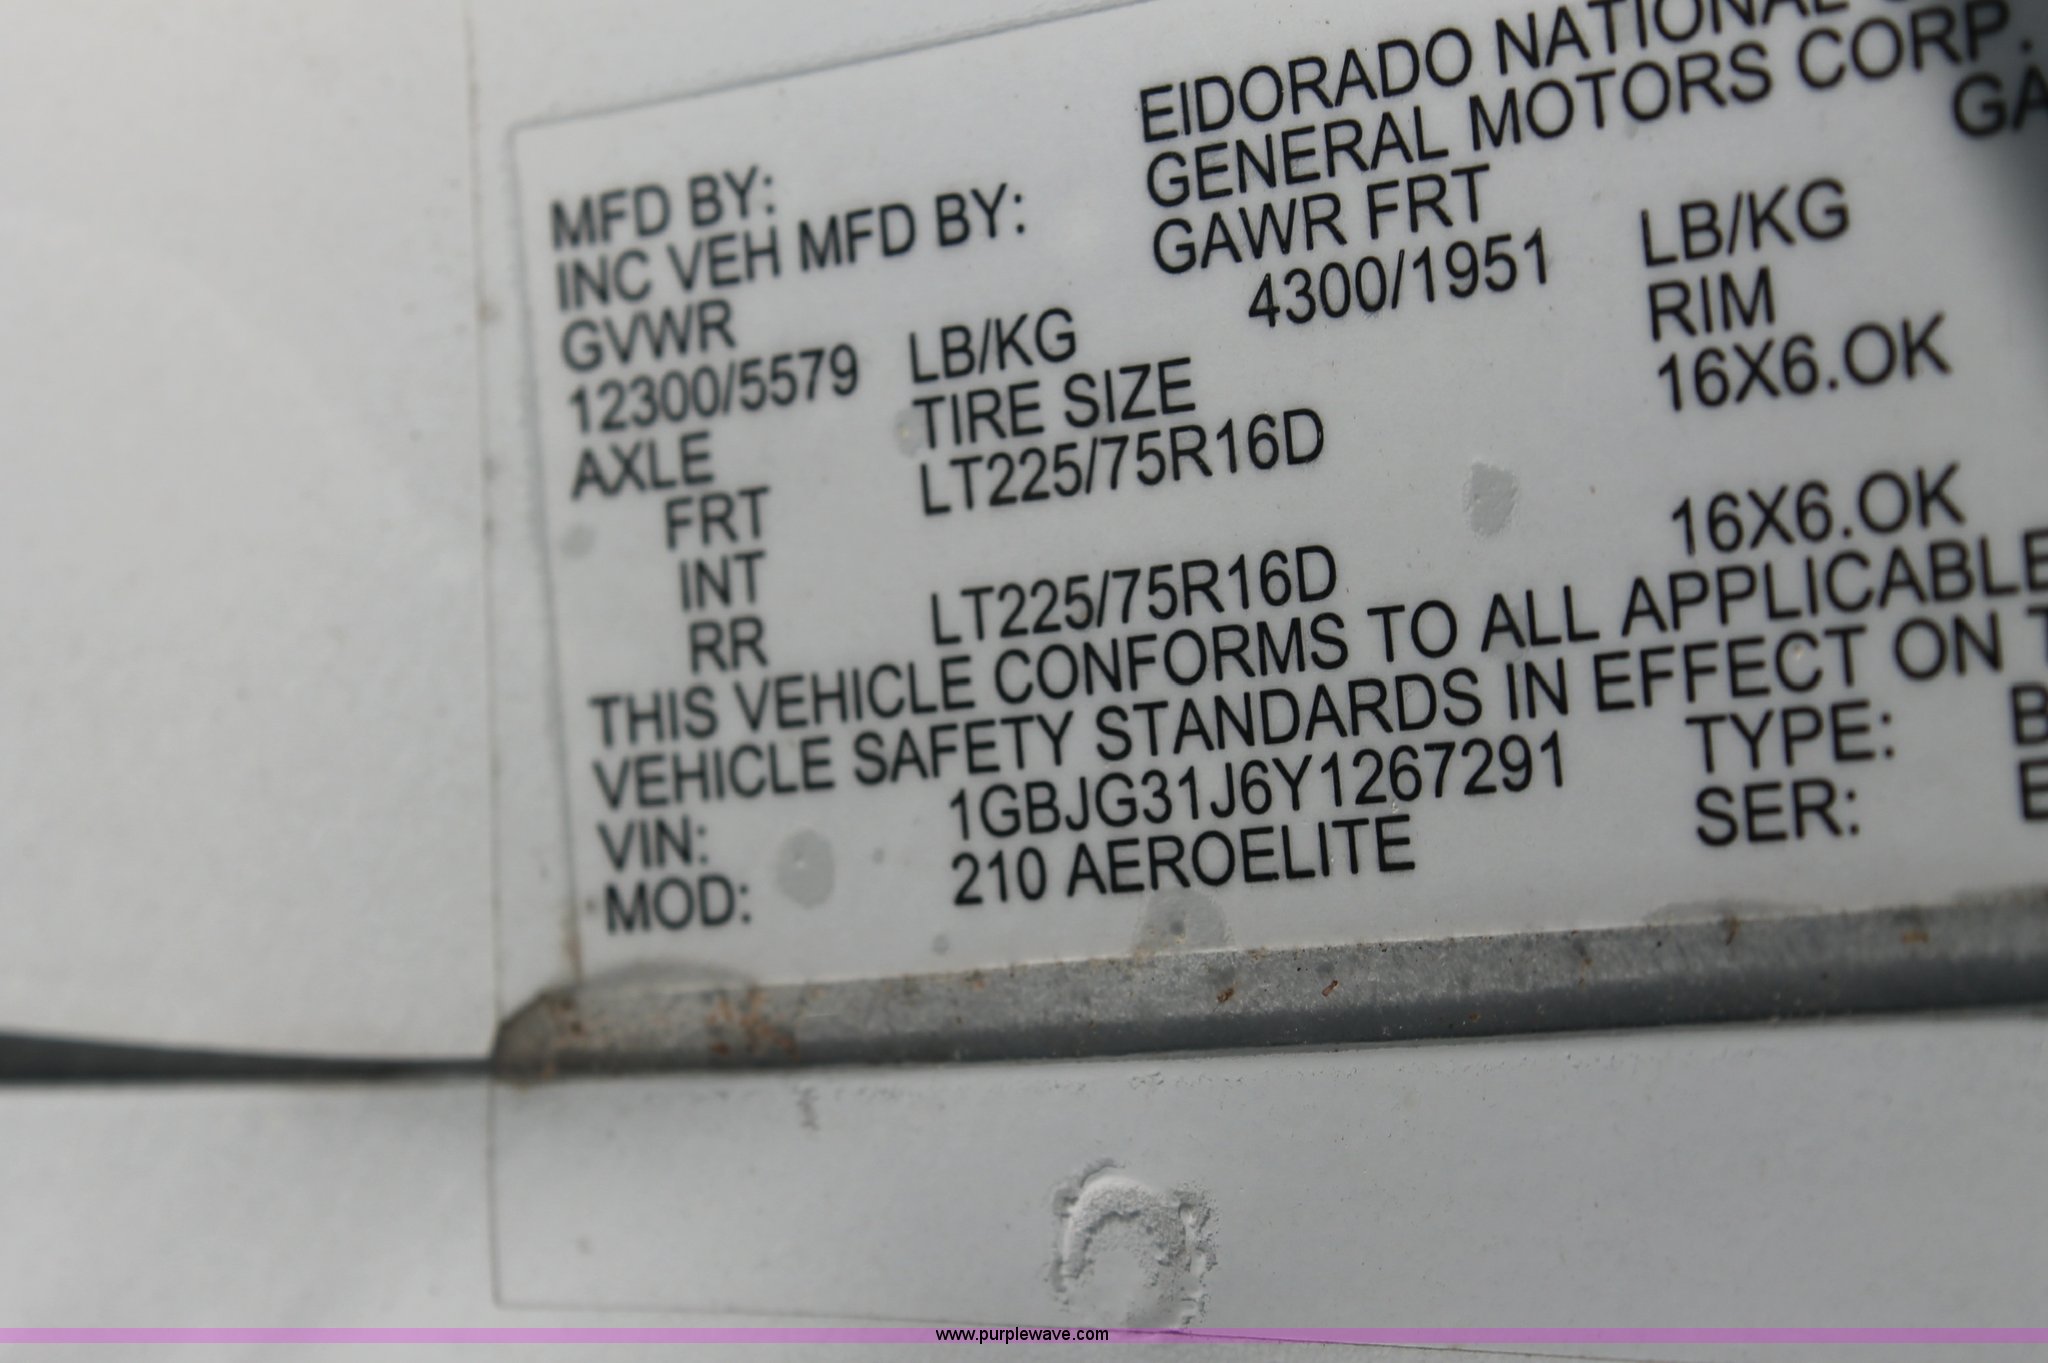 MFD BY: EIDORADO NATIONAL
INC VEH MFD BY: GENERAL MOTORS CORP.
GVWR GAWR FRT GA
12300/5579 LB/KG 4300/1951 LB/KG
AXLE TIRE SIZE RIM
FRT LT225/75R16D 16X6.OK
INT
RR LT225/75R16D 16X6.OK
THIS VEHICLE CONFORMS TO ALL APPLICABLE
VEHICLE SAFETY STANDARDS IN EFFECT ON T
VIN: 1GBJG31J6Y1267291 TYPE: B
MOD: 210 AEROELITE SER: E
www.purplewave.com